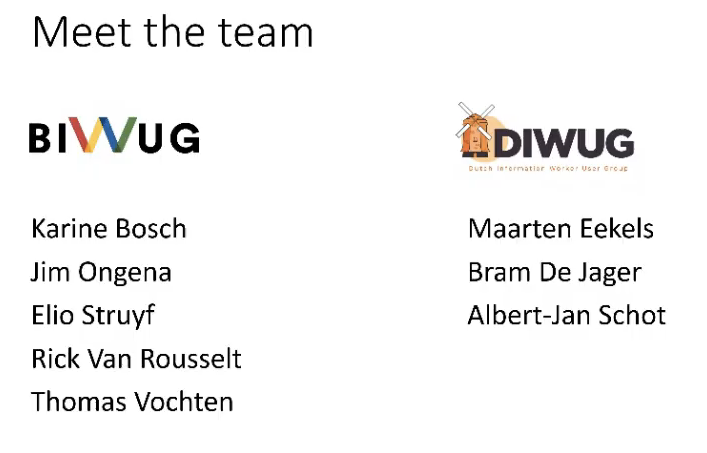 Meet the team
BIWUG
DIWUG
Dutch Information Worker User Group
Karine Bosch
Jim Ongena
Elio Struyf
Rick Van Rousselt
Thomas Vochten
Maarten Eekels
Bram De Jager
Albert-Jan Schot